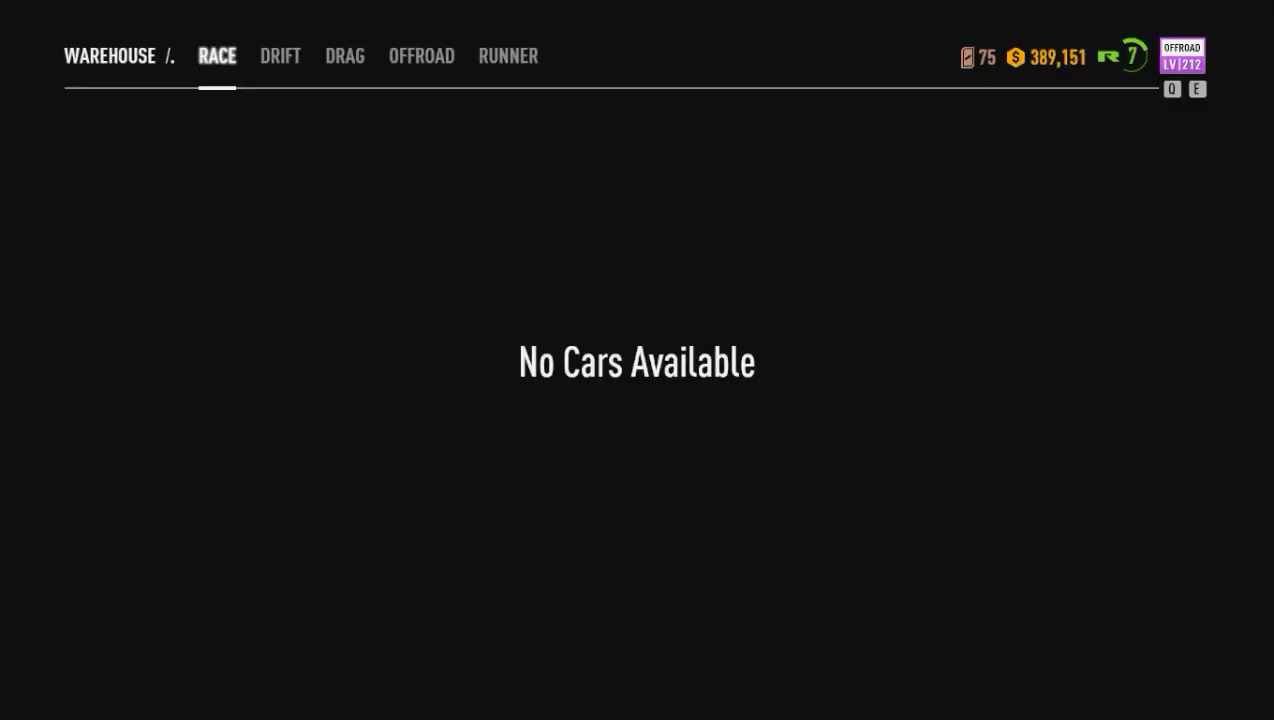 WAREHOUSE /. RACE DRIFT DRAG OFFROAD RUNNER 75 389,151 R 7 OFFROAD
LV|212
Q E
No Cars Available